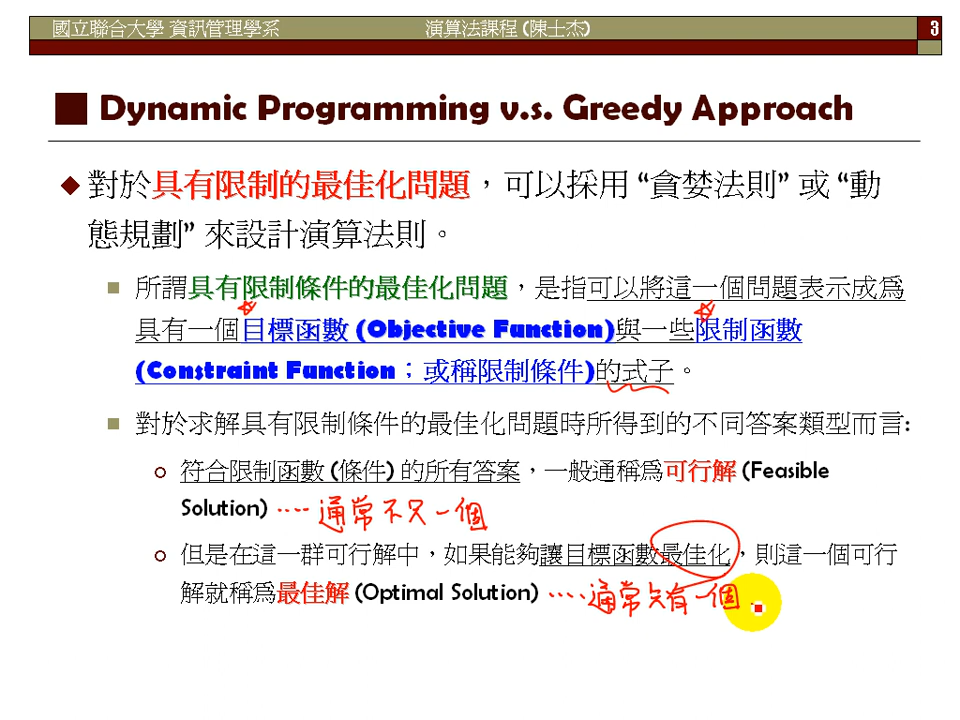 國立聯合大學 資訊管理學系 演算法課程 (陳士杰) 3
Dynamic Programming v.s. Greedy Approach
對於具有限制的最佳化問題，可以採用 “貪婪法則” 或 “動
態規劃” 來設計演算法則。
所謂具有限制條件的最佳化問題，是指可以將這一個問題表示成為
具有一個目標函數 (Objective Function)與一些限制函數
(Constraint Function；或稱限制條件)的式子。
對於求解具有限制條件的最佳化問題時所得到的不同答案類型而言:
符合限制函數 (條件) 的所有答案，一般通稱為可行解 (Feasible
Solution) ‥‥ 通常不只一個
但是在這一群可行解中，如果能夠讓目標函數最佳化，則這一個可行
解就稱為最佳解 (Optimal Solution) ‥‥ 通常只有一個